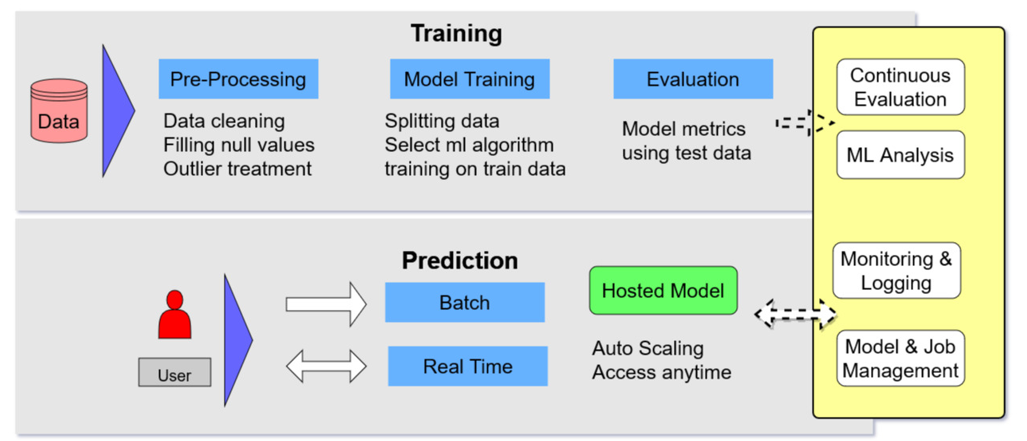 Training
Data
Pre-Processing
Data cleaning
Filling null values
Outlier treatment
Model Training
Splitting data
Select ml algorithm
training on train data
Evaluation
Model metrics
using test data
Continuous
Evaluation
ML Analysis
Prediction
User
Batch
Real Time
Hosted Model
Auto Scaling
Access anytime
Monitoring &
Logging
Model & Job
Management